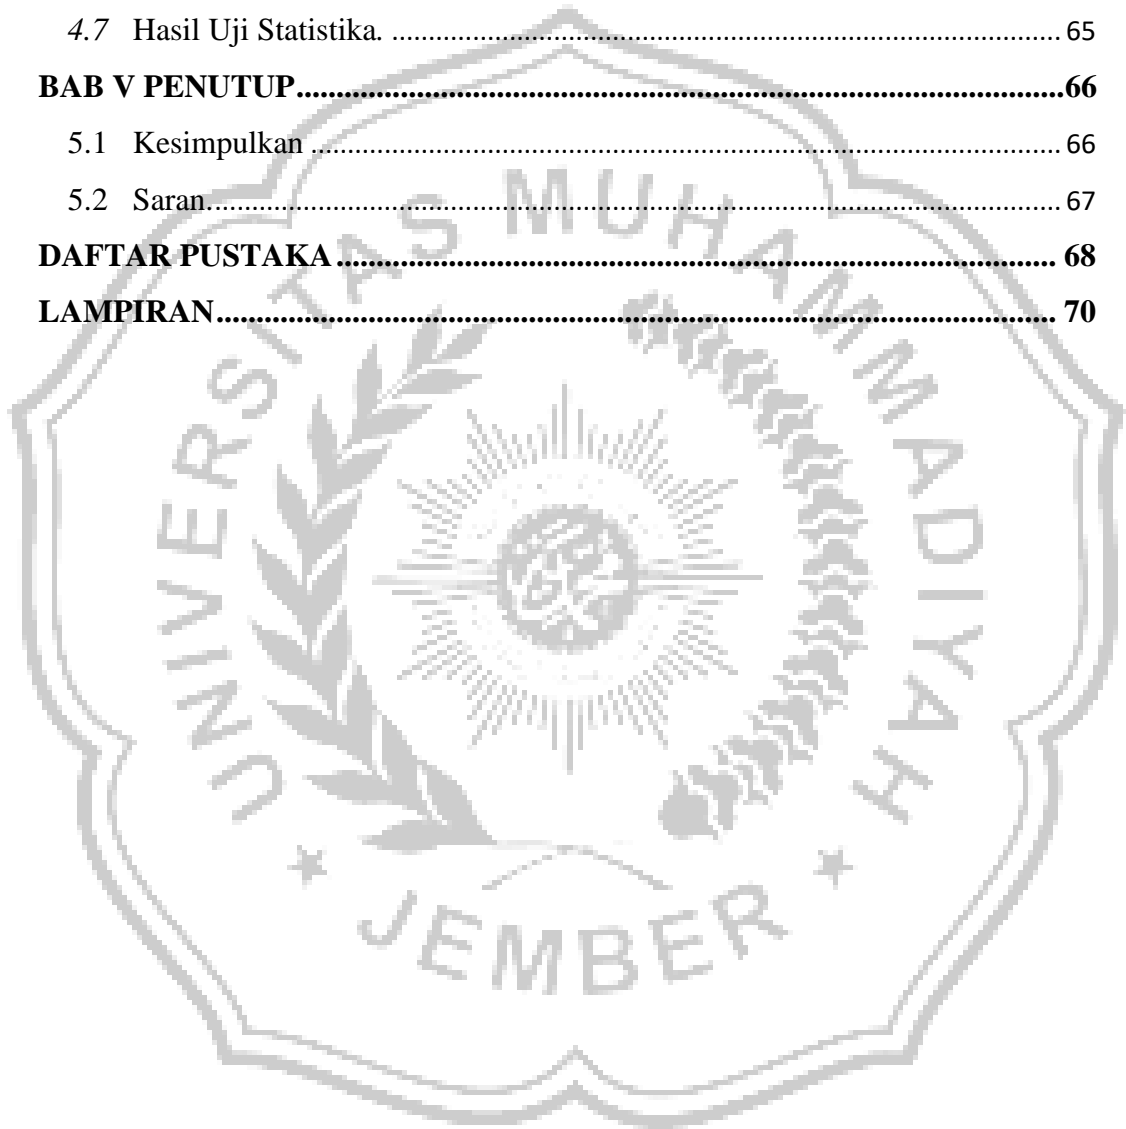 4.7 Hasil Uji Statistika. ........................................................................................ 65
BAB V PENUTUP.................................................................................................66
5.1 Kesimpulkan .................................................................................................. 66
5.2 Saran................................................................................................................ 67
DAFTAR PUSTAKA ........................................................................................... 68
LAMPIRAN.......................................................................................................... 70
UNIVERSITAS MUHAMMADIYAH
JEMBER